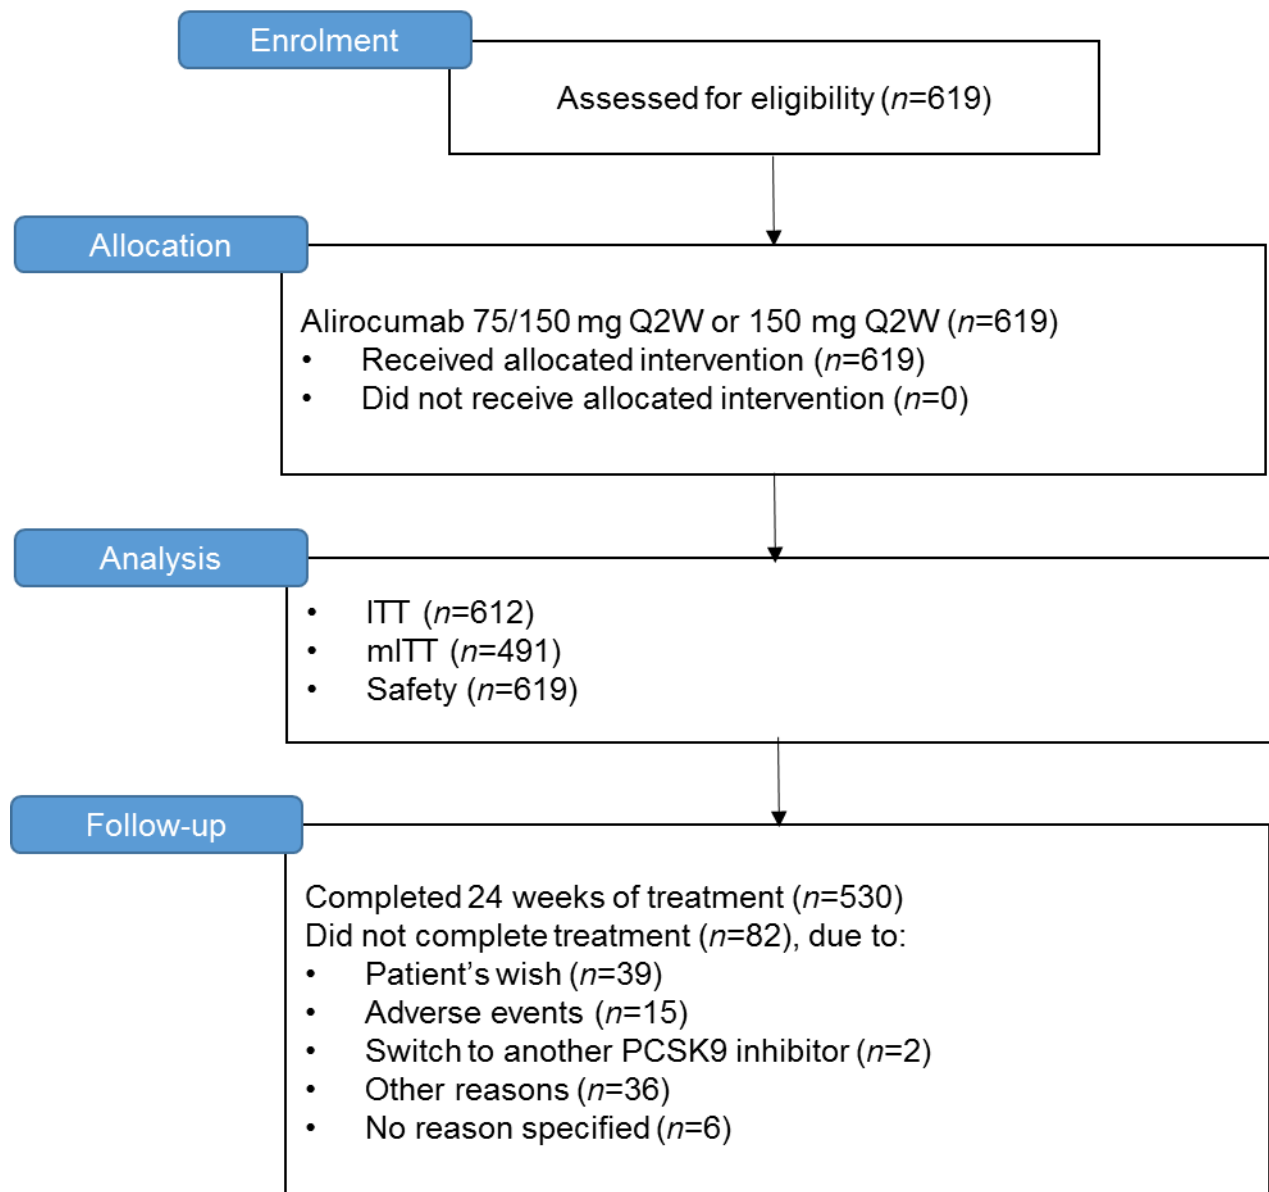 Enrolment
Assessed for eligibility (n=619)
Allocation
Alirocumab 75/150 mg Q2W or 150 mg Q2W (n=619)
• Received allocated intervention (n=619)
• Did not receive allocated intervention (n=0)
Analysis
• ITT (n=612)
• mITT (n=491)
• Safety (n=619)
Follow-up
Completed 24 weeks of treatment (n=530)
Did not complete treatment (n=82), due to:
• Patient’s wish (n=39)
• Adverse events (n=15)
• Switch to another PCSK9 inhibitor (n=2)
• Other reasons (n=36)
• No reason specified (n=6)